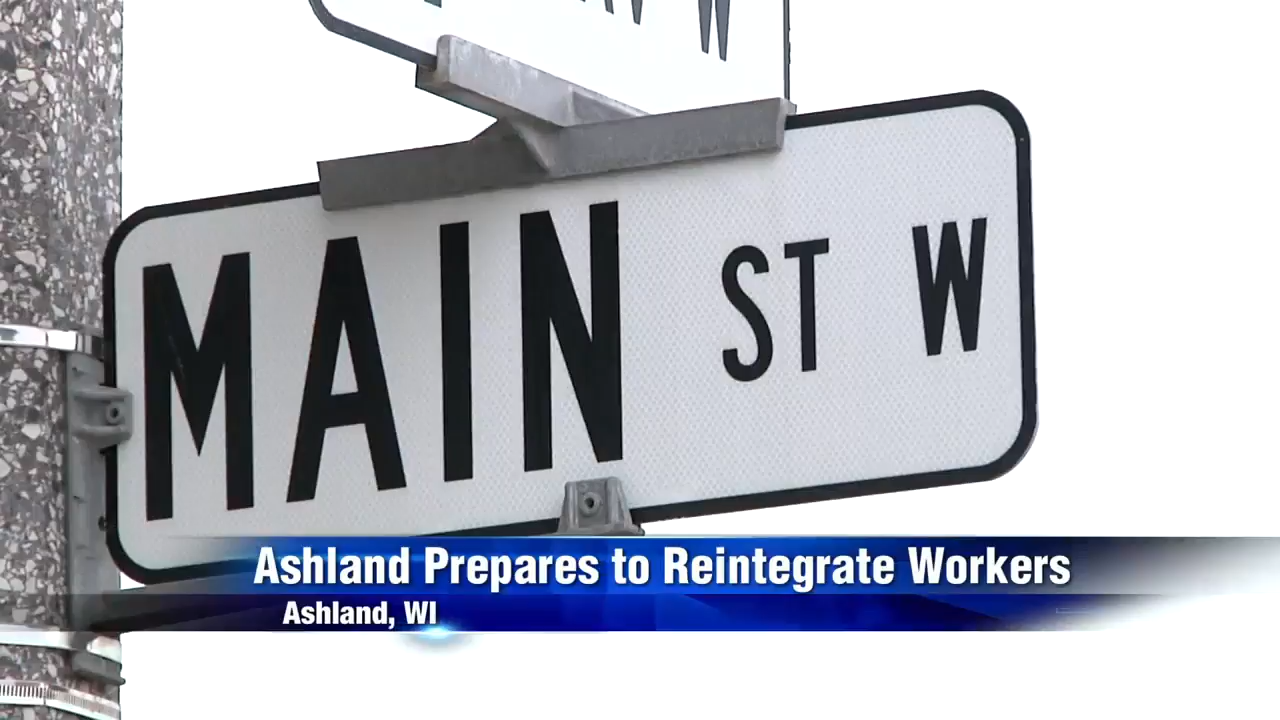 W
MAIN ST W
Ashland Prepares to Reintegrate Workers
Ashland, WI